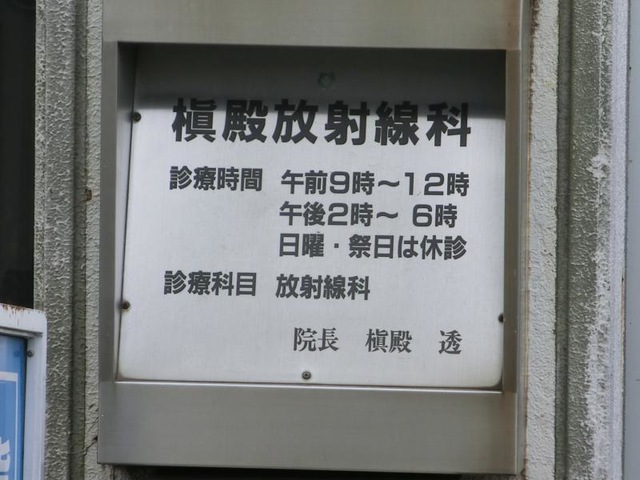 槇殿放射線科
診療時間 午前9時～12時
午後2時～ 6時
日曜・祭日は休診
診療科目 放射線科
院長 槇殿 透